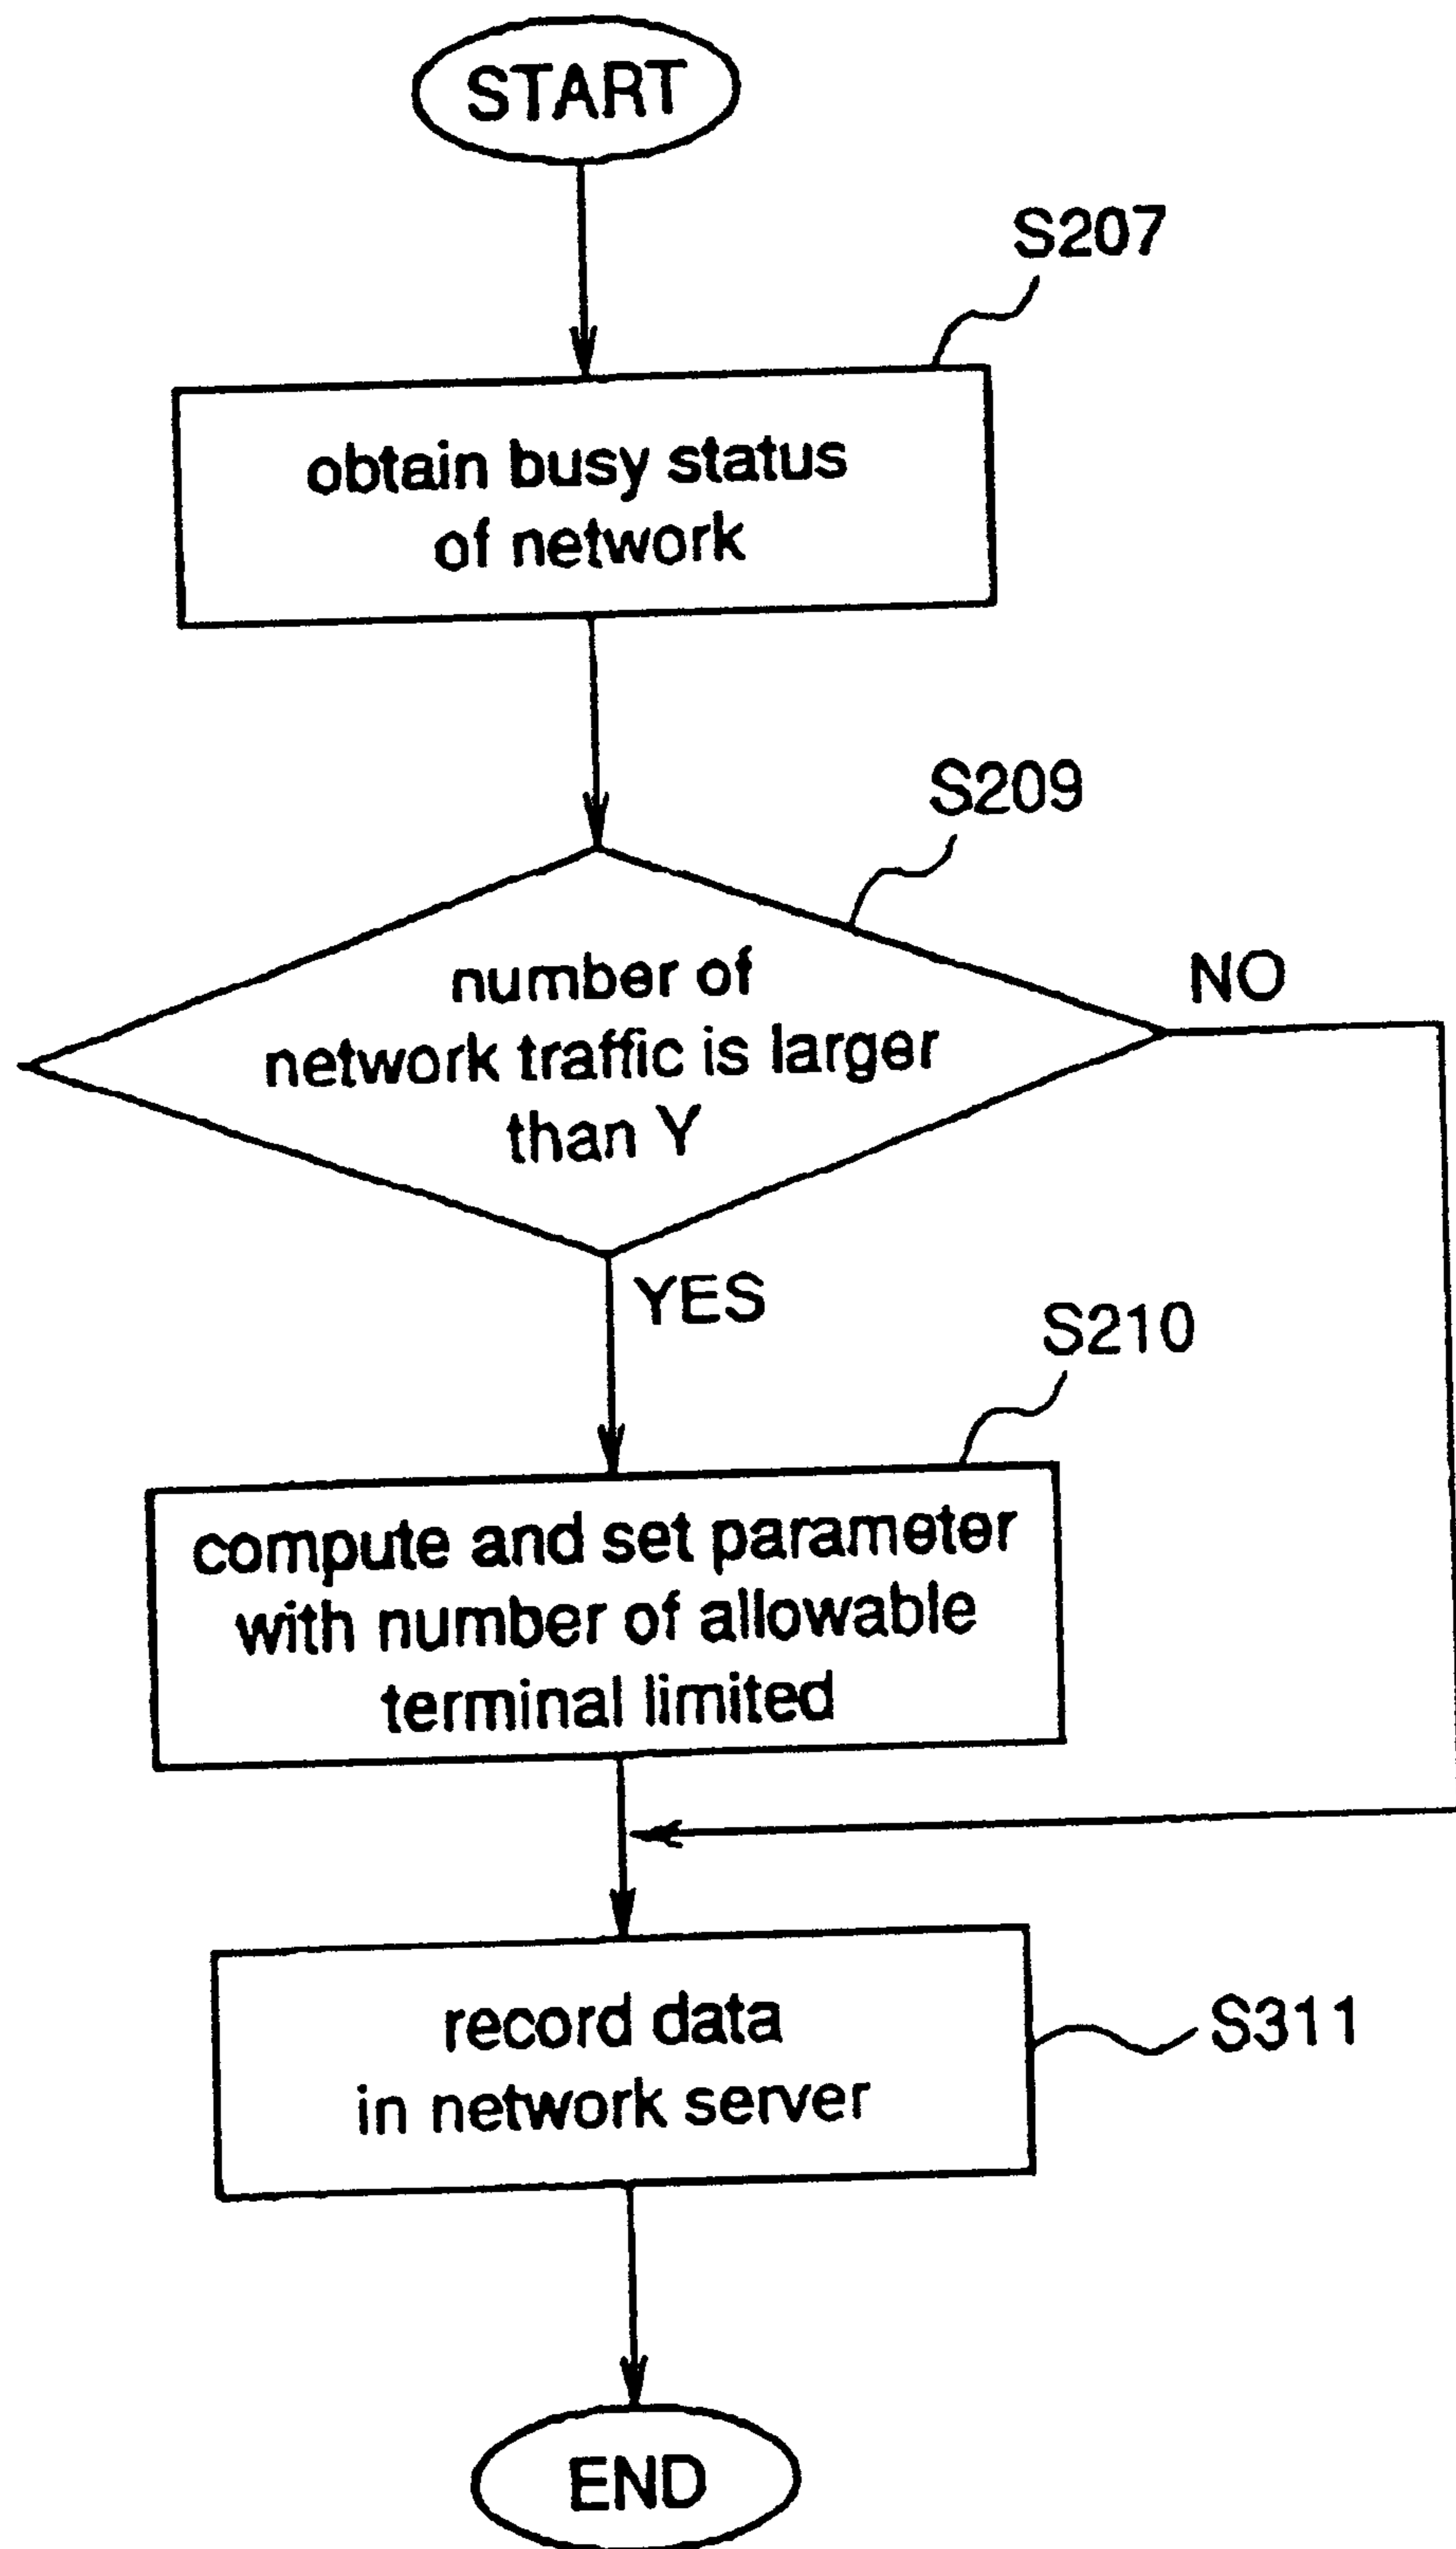 START
S207
obtain busy status
of network
S209
number of
network traffic is larger
than Y
NO
YES
S210
compute and set parameter
with number of allowable
terminal limited
record data
in network server
S311
END